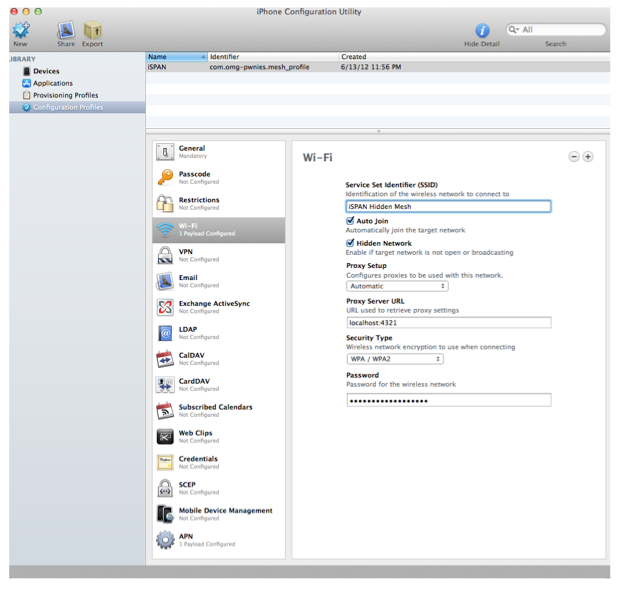 iPhone Configuration Utility
New
Share
Export
Hide Detail
All
Search
IBRARY
Devices
Applications
Provisioning Profiles
Configuration Profiles
Name Identifier Created
iSPAN com.omg-pwnies.mesh_profile 6/13/12 11:56 PM
General
Mandatory
Passcode
Not Configured
Restrictions
Not Configured
Wi-Fi
1 Payload Configured
VPN
Not Configured
Email
Not Configured
Exchange ActiveSync
Not Configured
LDAP
Not Configured
CalDAV
Not Configured
CardDAV
Not Configured
Subscribed Calendars
Not Configured
Web Clips
Not Configured
Credentials
Not Configured
SCEP
Not Configured
Mobile Device Management
Not Configured
APN
1 Payload Configured
Wi-Fi
Service Set Identifier (SSID)
Identification of the wireless network to connect to
iSPAN Hidden Mesh
Auto Join
Automatically join the target network
Hidden Network
Enable if target network is not open or broadcasting
Proxy Setup
Configures proxies to be used with this network.
Automatic
Proxy Server URL
URL used to retrieve proxy settings
localhost:4321
Security Type
Wireless network encryption to use when connecting
WPA / WPA2
Password
Password for the wireless network